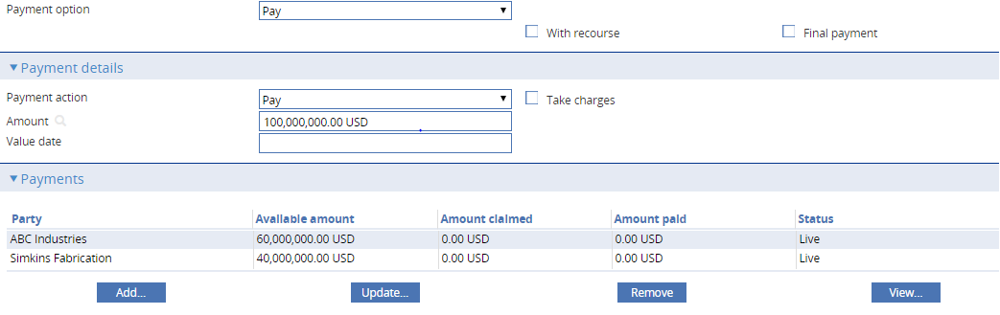 Payment option Pay
With recourse Final payment
Payment details
Payment action Pay Take charges
Amount 100,000,000.00 USD
Value date
Payments
Party Available amount Amount claimed Amount paid Status
ABC Industries 60,000,000.00 USD 0.00 USD 0.00 USD Live
Simkins Fabrication 40,000,000.00 USD 0.00 USD 0.00 USD Live
Add... Update... Remove View...